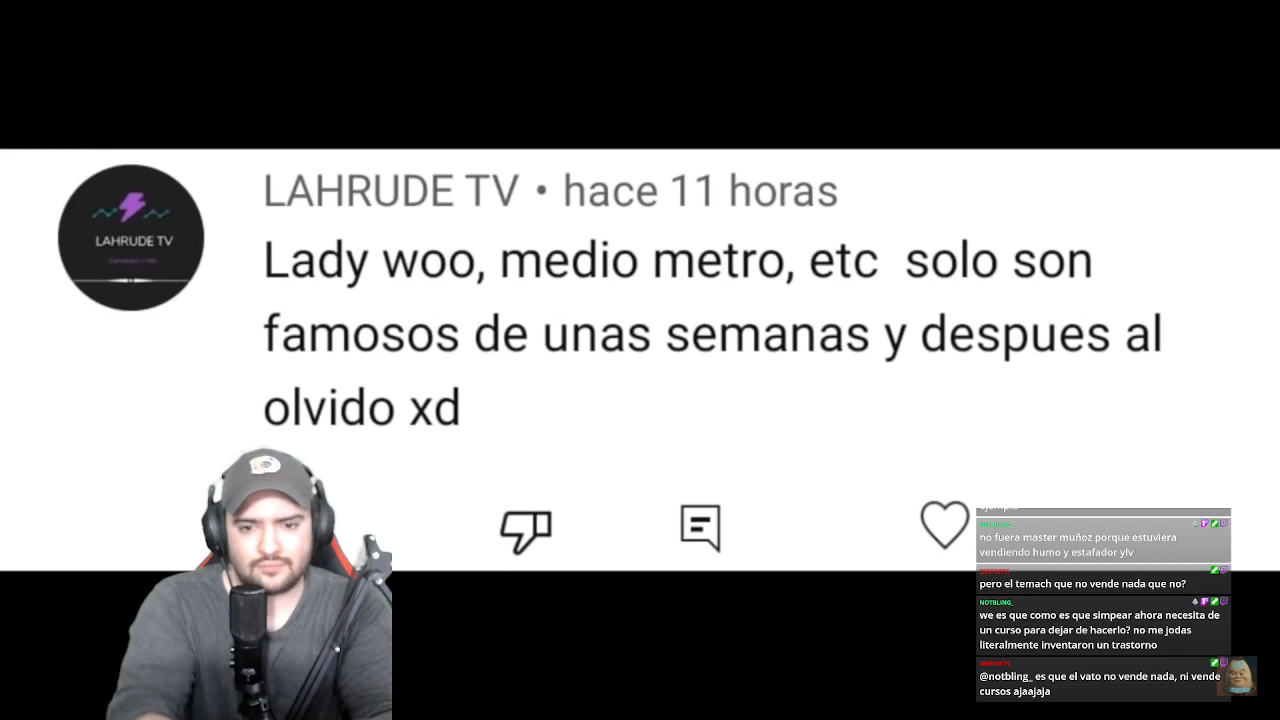 LAHRUDE TV • hace 11 horas
LAHRUDE TV
Lady woo, medio metro, etc solo son
famosos de unas semanas y despues al
olvido xd
no fuera master muñoz porque estuviera
vendiendo humo y estafador ylv
pero el temach que no vende nada que no?
NOTBLING_
we es que como es que simpear ahora necesita de
un curso para dejar de hacerlo? no me jodas
literalmente inventaron un trastorno
@notbling_ es que el vato no vende nada, ni vende
cursos ajaajaja